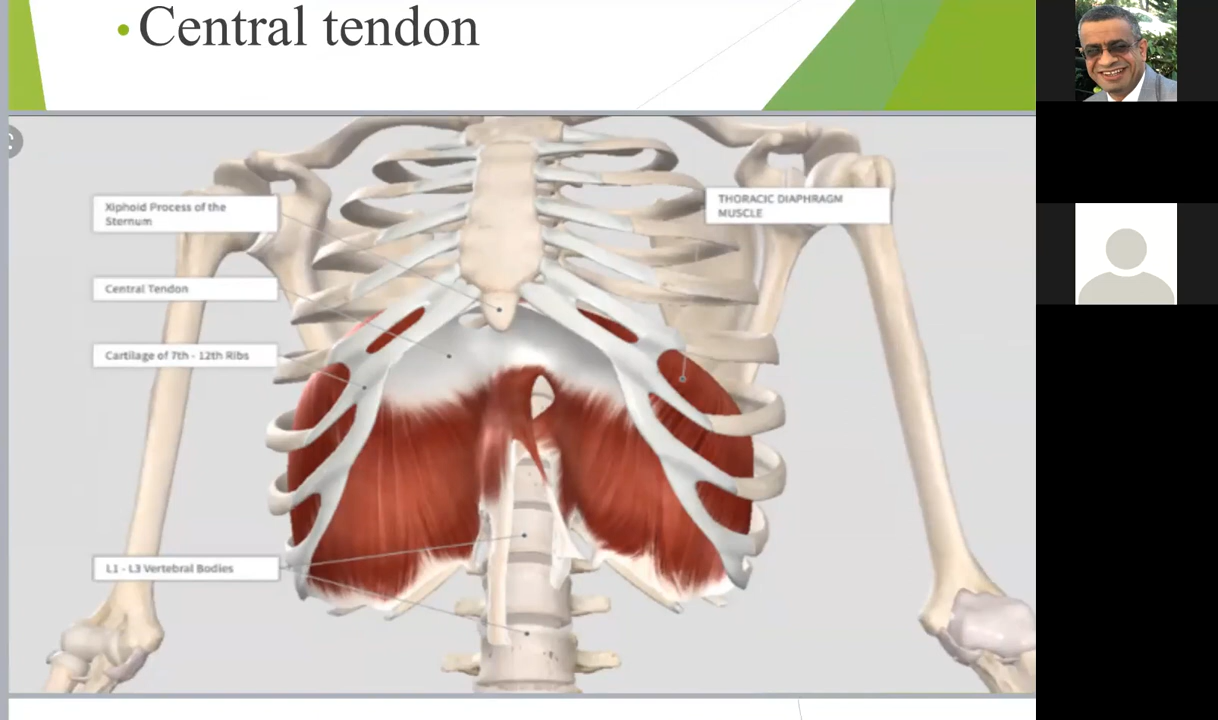 • Central tendon
Xiphoid Process of the
Sternum
THORACIC DIAPHRAGM
MUSCLE
Central Tendon
Cartilage of 7th - 12th Ribs
L1 - L3 Vertebral Bodies